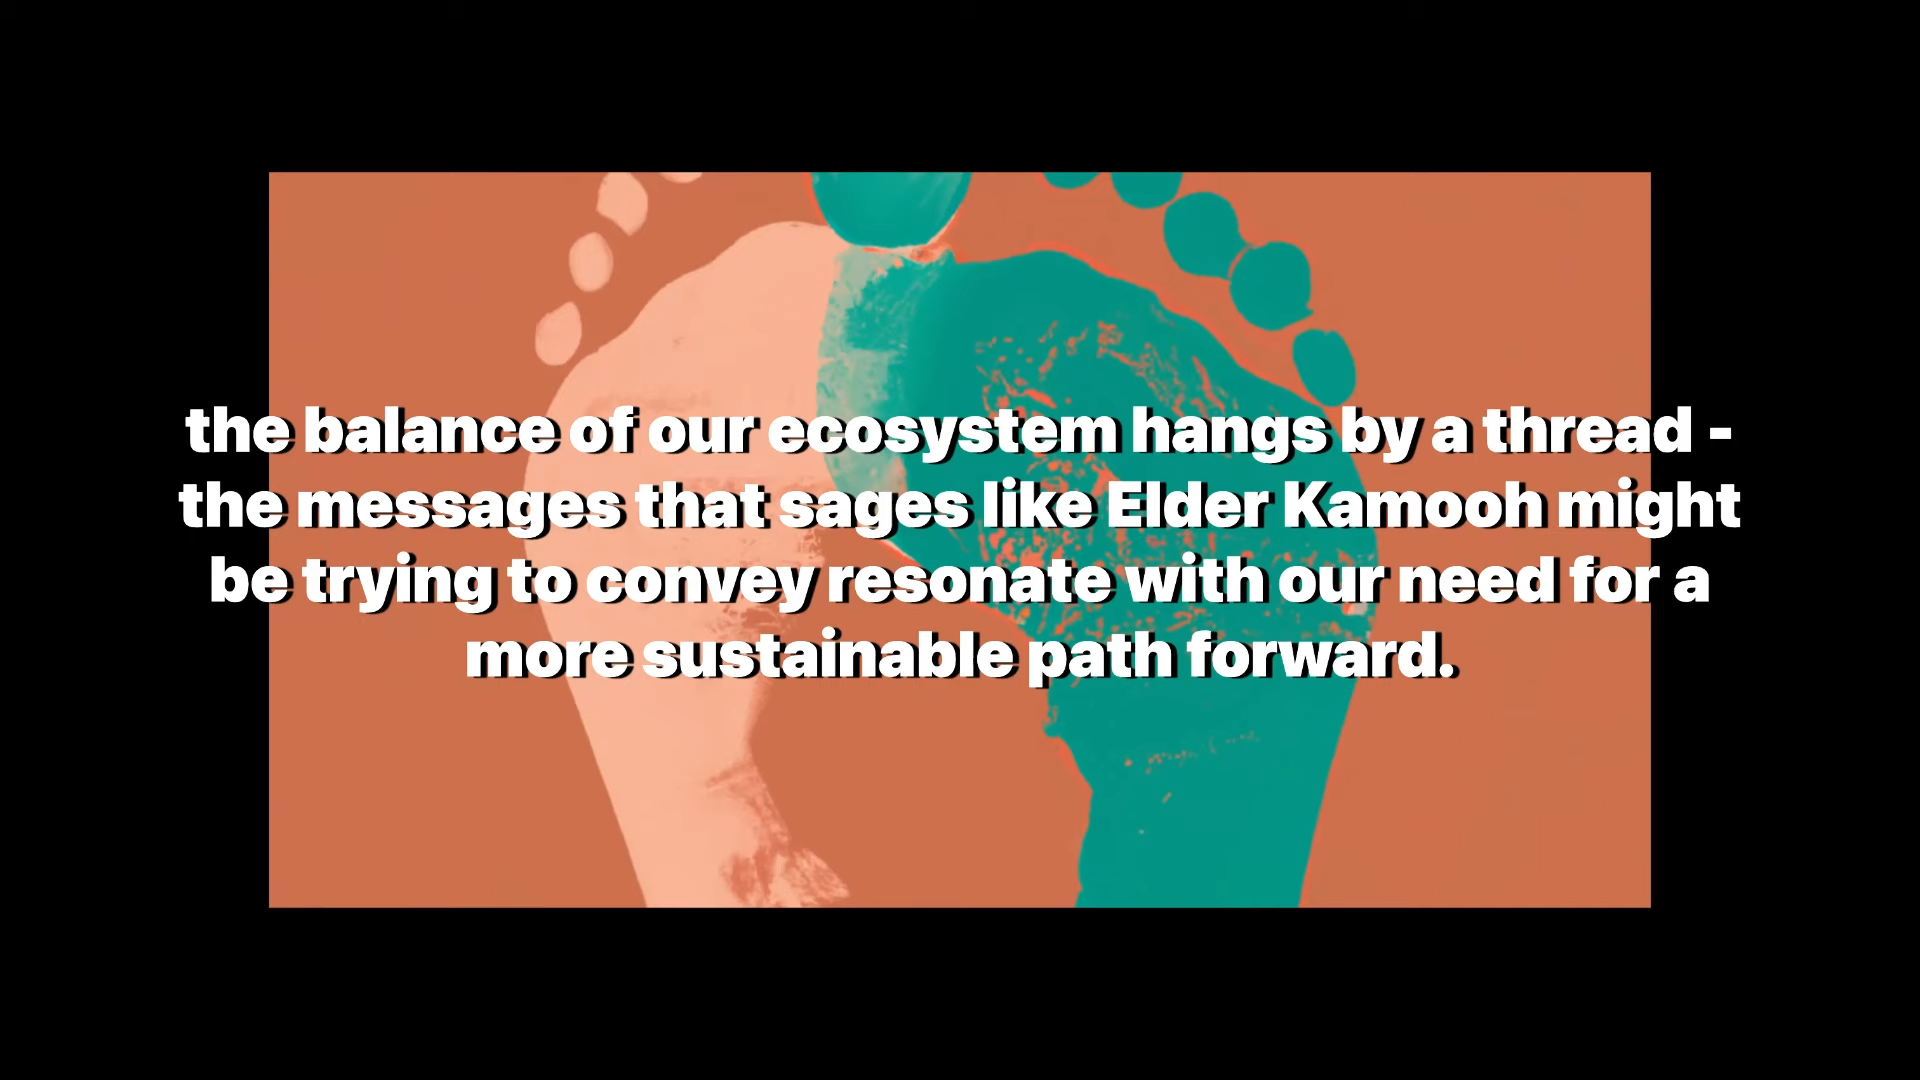 the balance of our ecosystem hangs by a thread -
the messages that sages like Elder Kamooh might
be trying to convey resonate with our need for a
more sustainable path forward.